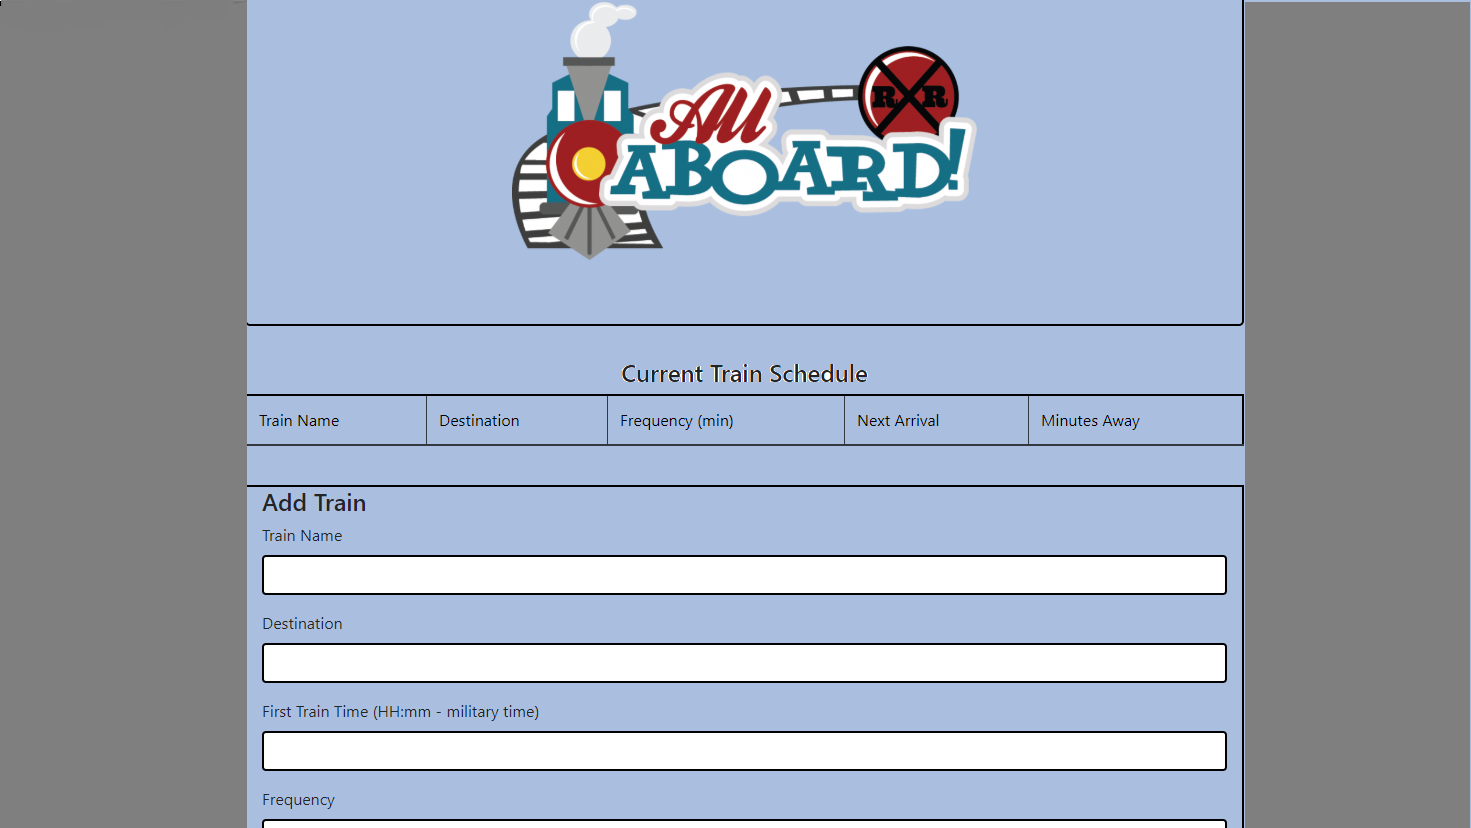 All
R R
ABOARD!
Current Train Schedule
Train Name Destination Frequency (min) Next Arrival Minutes Away
Add Train
Train Name
Destination
First Train Time (HH:mm - military time)
Frequency